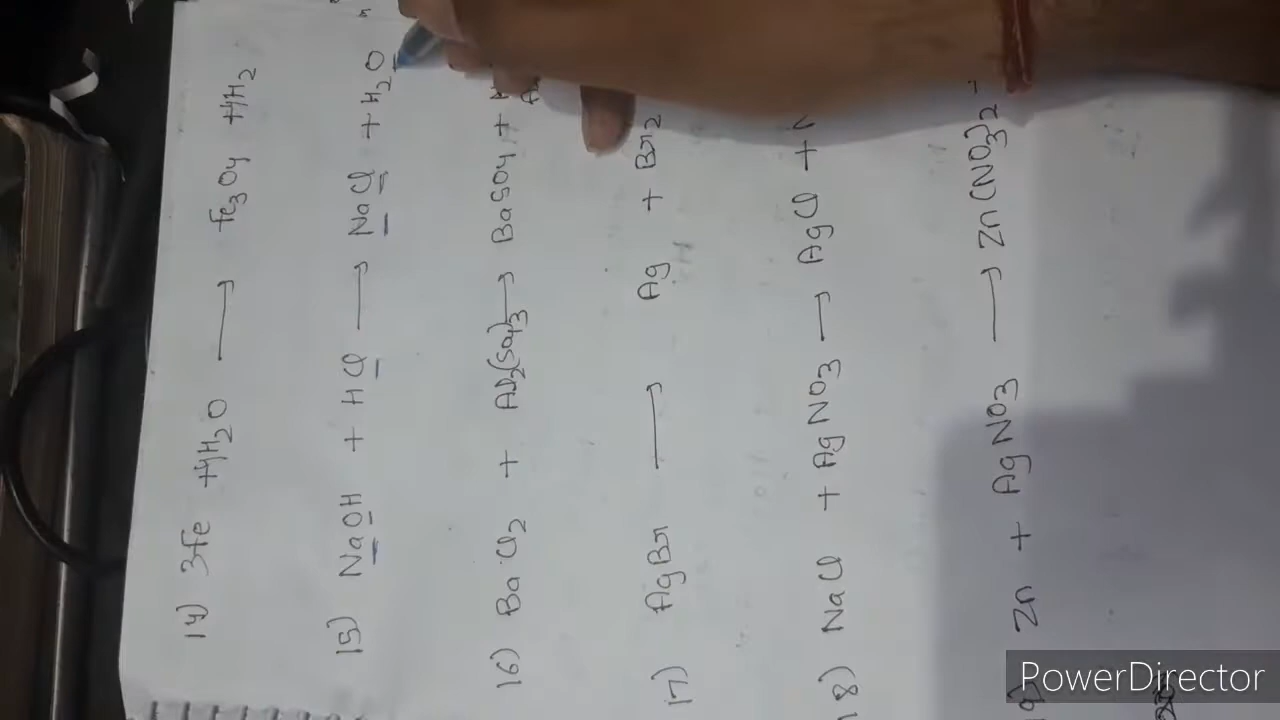 14) 3Fe +4H2O ⟶ Fe3O4 +4H2
15) NaOH + HCl ⟶ NaCl + H2O
16) BaCl2 + Al2(SO4)3 ⟶ BaSO4 +
17) AgBr ⟶ Ag + Br2
18) NaCl + AgNO3 ⟶ AgCl +
19) Zn + AgNO3 ⟶ Zn(NO3)2
PowerDirector